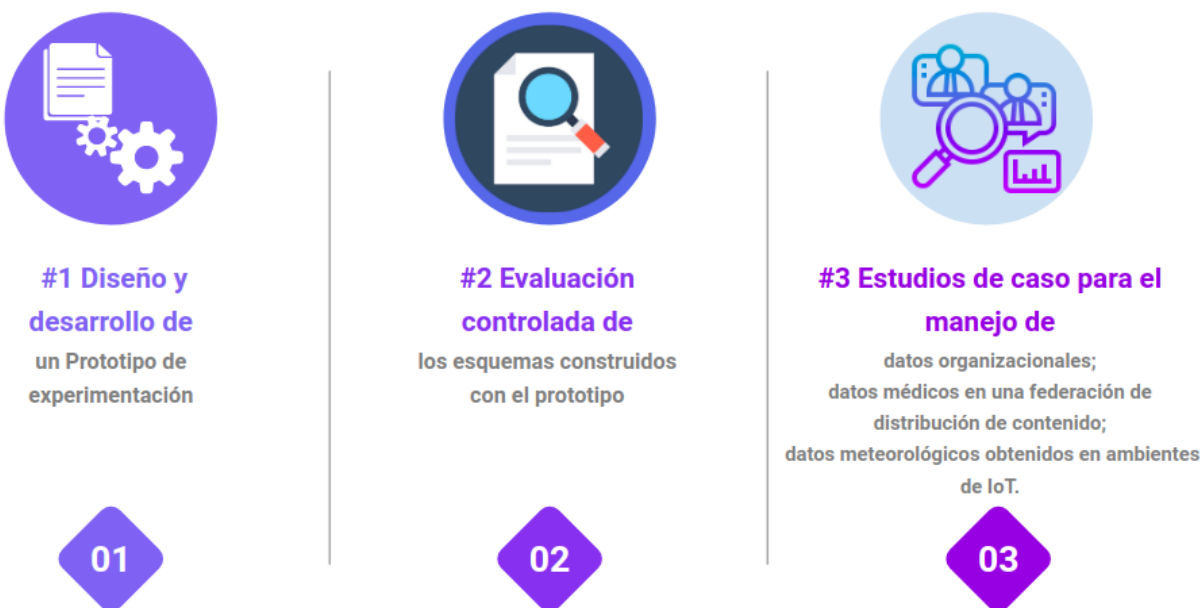 #1 Diseño y
desarrollo de
un Prototipo de
experimentación
01
#2 Evaluación
controlada de
los esquemas construidos
con el prototipo
02
#3 Estudios de caso para el
manejo de
datos organizacionales;
datos médicos en una federación de
distribución de contenido;
datos meteorológicos obtenidos en ambientes
de IoT.
03